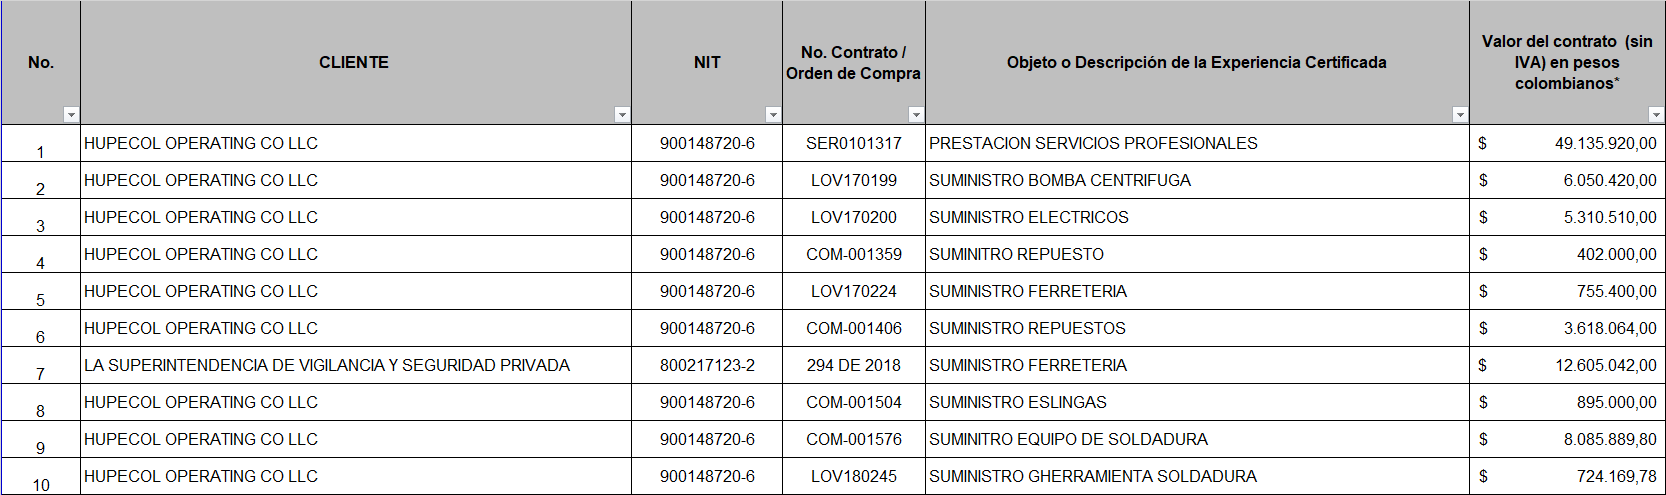 No. CLIENTE NIT No. Contrato / Orden de Compra Objeto o Descripción de la Experiencia Certificada Valor del contrato (sin IVA) en pesos colombianos*
1 HUPECOL OPERATING CO LLC 900148720-6 SER0101317 PRESTACION SERVICIOS PROFESIONALES $ 49.135.920,00
2 HUPECOL OPERATING CO LLC 900148720-6 LOV170199 SUMINISTRO BOMBA CENTRIFUGA $ 6.050.420,00
3 HUPECOL OPERATING CO LLC 900148720-6 LOV170200 SUMINISTRO ELECTRICOS $ 5.310.510,00
4 HUPECOL OPERATING CO LLC 900148720-6 COM-001359 SUMINITRO REPUESTO $ 402.000,00
5 HUPECOL OPERATING CO LLC 900148720-6 LOV170224 SUMINISTRO FERRETERIA $ 755.400,00
6 HUPECOL OPERATING CO LLC 900148720-6 COM-001406 SUMINISTRO REPUESTOS $ 3.618.064,00
7 LA SUPERINTENDENCIA DE VIGILANCIA Y SEGURIDAD PRIVADA 800217123-2 294 DE 2018 SUMINISTRO FERRETERIA $ 12.605.042,00
8 HUPECOL OPERATING CO LLC 900148720-6 COM-001504 SUMINISTRO ESLINGAS $ 895.000,00
9 HUPECOL OPERATING CO LLC 900148720-6 COM-001576 SUMINITRO EQUIPO DE SOLDADURA $ 8.085.889,80
10 HUPECOL OPERATING CO LLC 900148720-6 LOV180245 SUMINISTRO GHERRAMIENTA SOLDADURA $ 724.169,78